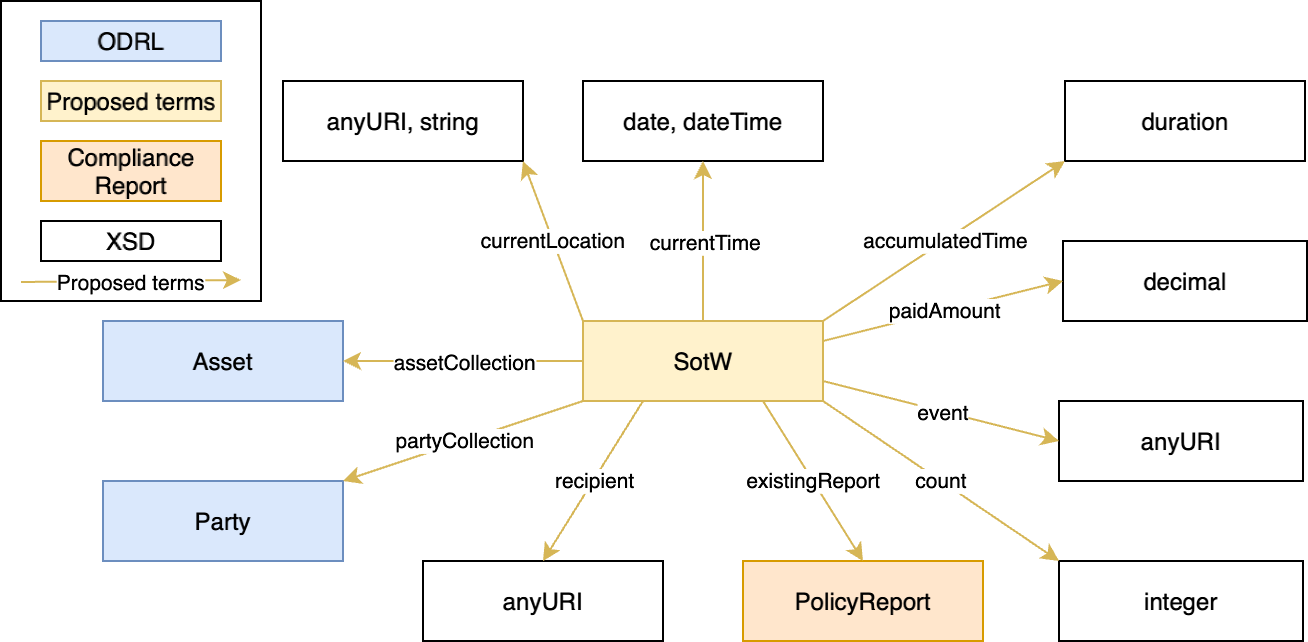 ODRL
Proposed terms
Compliance
Report
XSD
Proposed terms
anyURI, string
date, dateTime
duration
currentLocation
currentTime
accumulatedTime
decimal
paidAmount
Asset
assetCollection
SotW
event
anyURI
partyCollection
recipient
existingReport
count
Party
anyURI
PolicyReport
integer